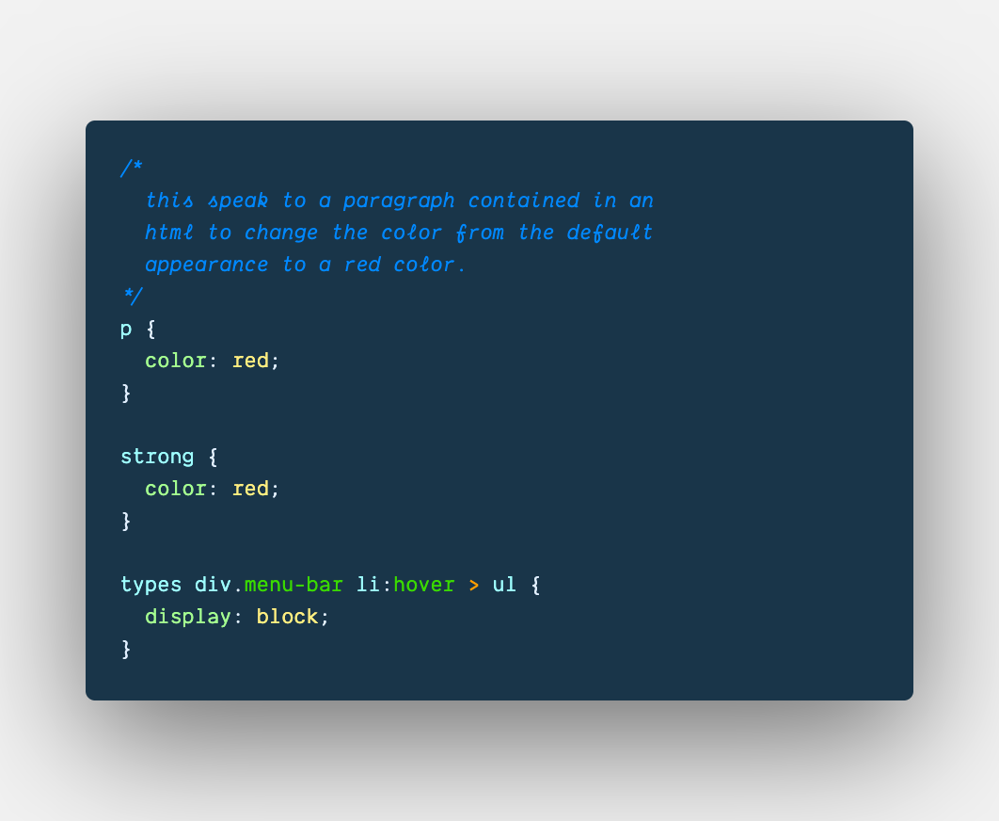 /*
  this speak to a paragraph contained in an
  html to change the color from the default
  appearance to a red color.
*/
p {
  color: red;
}

strong {
  color: red;
}

types div.menu-bar li:hover > ul {
  display: block;
}